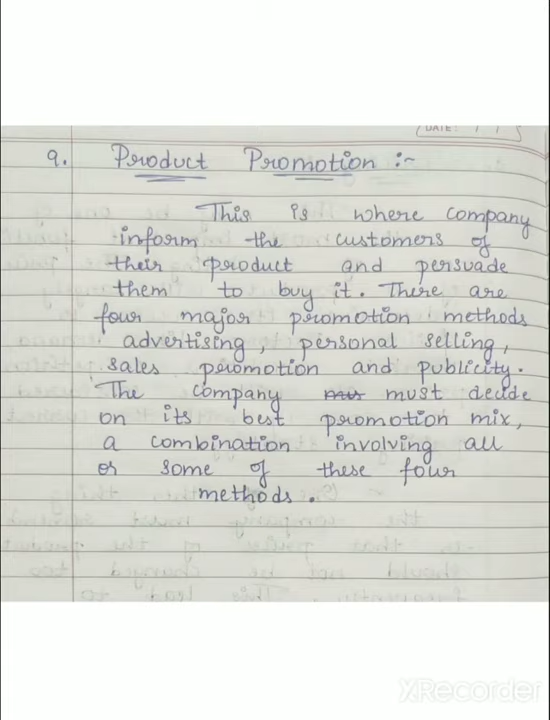 DATE: / /
9. Product Promotion :-
This is where company
inform the customers of
their product and persuade
them to buy it. There are
four major promotion methods
advertising, personal selling,
sales promotion and publicity.
The company must decide
on its best promotion mix,
a combination involving all
or some of these four
methods.
XRecorder